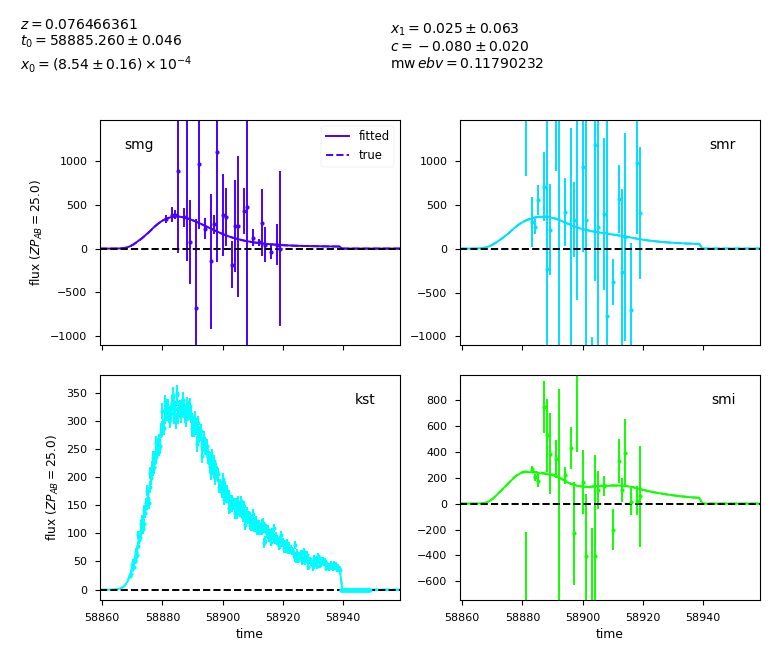 z = 0.076466361
t₀ = 58885.260 ± 0.046
x₀ = (8.54 ± 0.16) × 10⁻⁴
x₁ = 0.025 ± 0.063
c = −0.080 ± 0.020
mw ebv = 0.11790232
smg
fitted
true
1000
500
0
−500
−1000
flux (ZP_AB = 25.0)
smr
1000
500
0
−500
−1000
kst
350
300
250
200
150
100
50
0
flux (ZP_AB = 25.0)
58860 58880 58900 58920 58940
time
smi
800
600
400
200
0
−200
−400
−600
58860 58880 58900 58920 58940
time